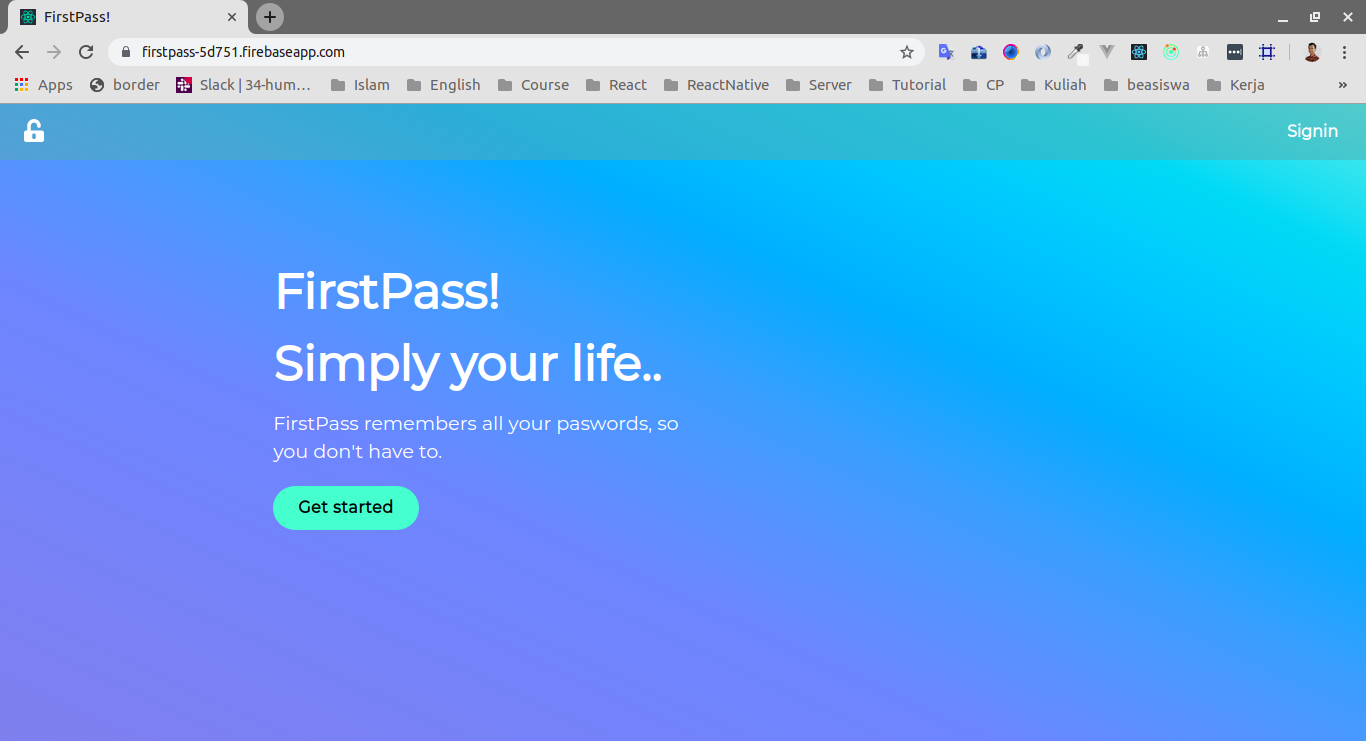 FirstPass!
firstpass-5d751.firebaseapp.com
Apps border Slack | 34-hum… Islam English Course React ReactNative Server Tutorial CP Kuliah beasiswa Kerja »
Signin
FirstPass!
Simply your life..
FirstPass remembers all your paswords, so
you don't have to.
Get started